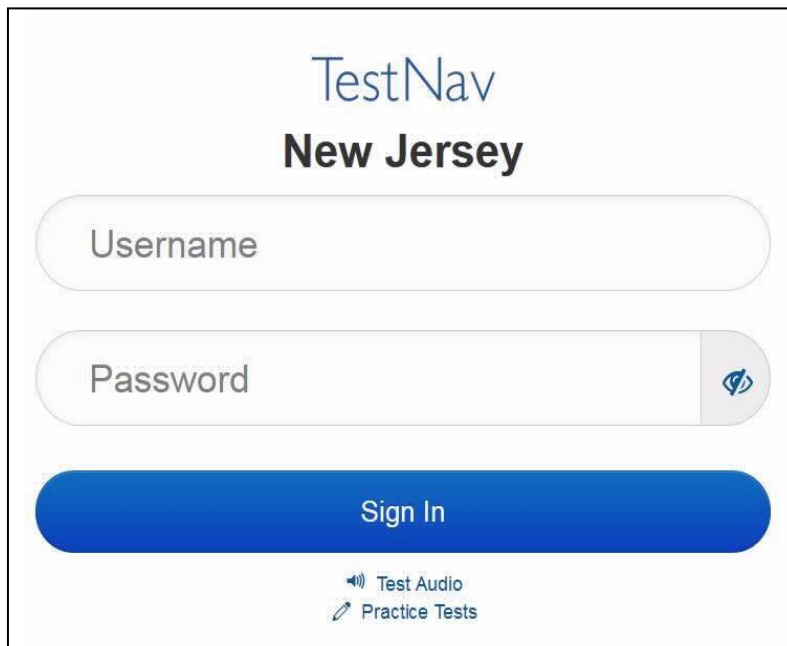 TestNav
New Jersey
Username
Password
Sign In
Test Audio
Practice Tests